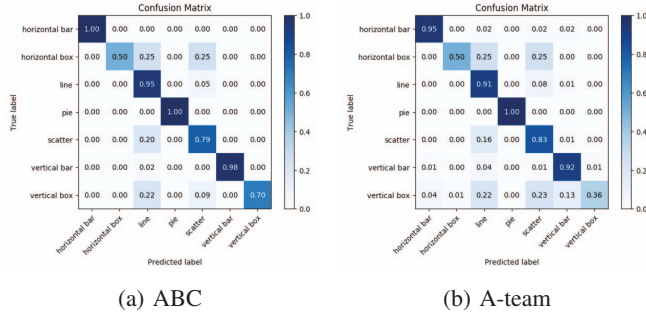 Confusion Matrix
horizontal bar 1.00 0.00 0.00 0.00 0.00 0.00 0.00
horizontal box 0.00 0.50 0.25 0.00 0.25 0.00 0.00
line 0.00 0.00 0.95 0.00 0.05 0.00 0.00
pie 0.00 0.00 0.00 1.00 0.00 0.00 0.00
scatter 0.00 0.00 0.20 0.00 0.79 0.00 0.00
vertical bar 0.00 0.00 0.02 0.00 0.00 0.98 0.00
vertical box 0.00 0.00 0.22 0.00 0.09 0.00 0.70
True label
horizontal bar horizontal box line pie scatter vertical bar vertical box
Predicted label
1.0
0.8
0.6
0.4
0.2
0.0
(a) ABC
Confusion Matrix
horizontal bar 0.95 0.00 0.02 0.00 0.02 0.02 0.00
horizontal box 0.00 0.50 0.25 0.00 0.25 0.00 0.00
line 0.00 0.00 0.91 0.00 0.08 0.01 0.00
pie 0.00 0.00 0.00 1.00 0.00 0.00 0.00
scatter 0.00 0.00 0.16 0.00 0.83 0.01 0.00
vertical bar 0.01 0.00 0.04 0.00 0.01 0.92 0.01
vertical box 0.04 0.01 0.22 0.00 0.23 0.13 0.36
True label
horizontal bar horizontal box line pie scatter vertical bar vertical box
Predicted label
1.0
0.8
0.6
0.4
0.2
0.0
(b) A-team